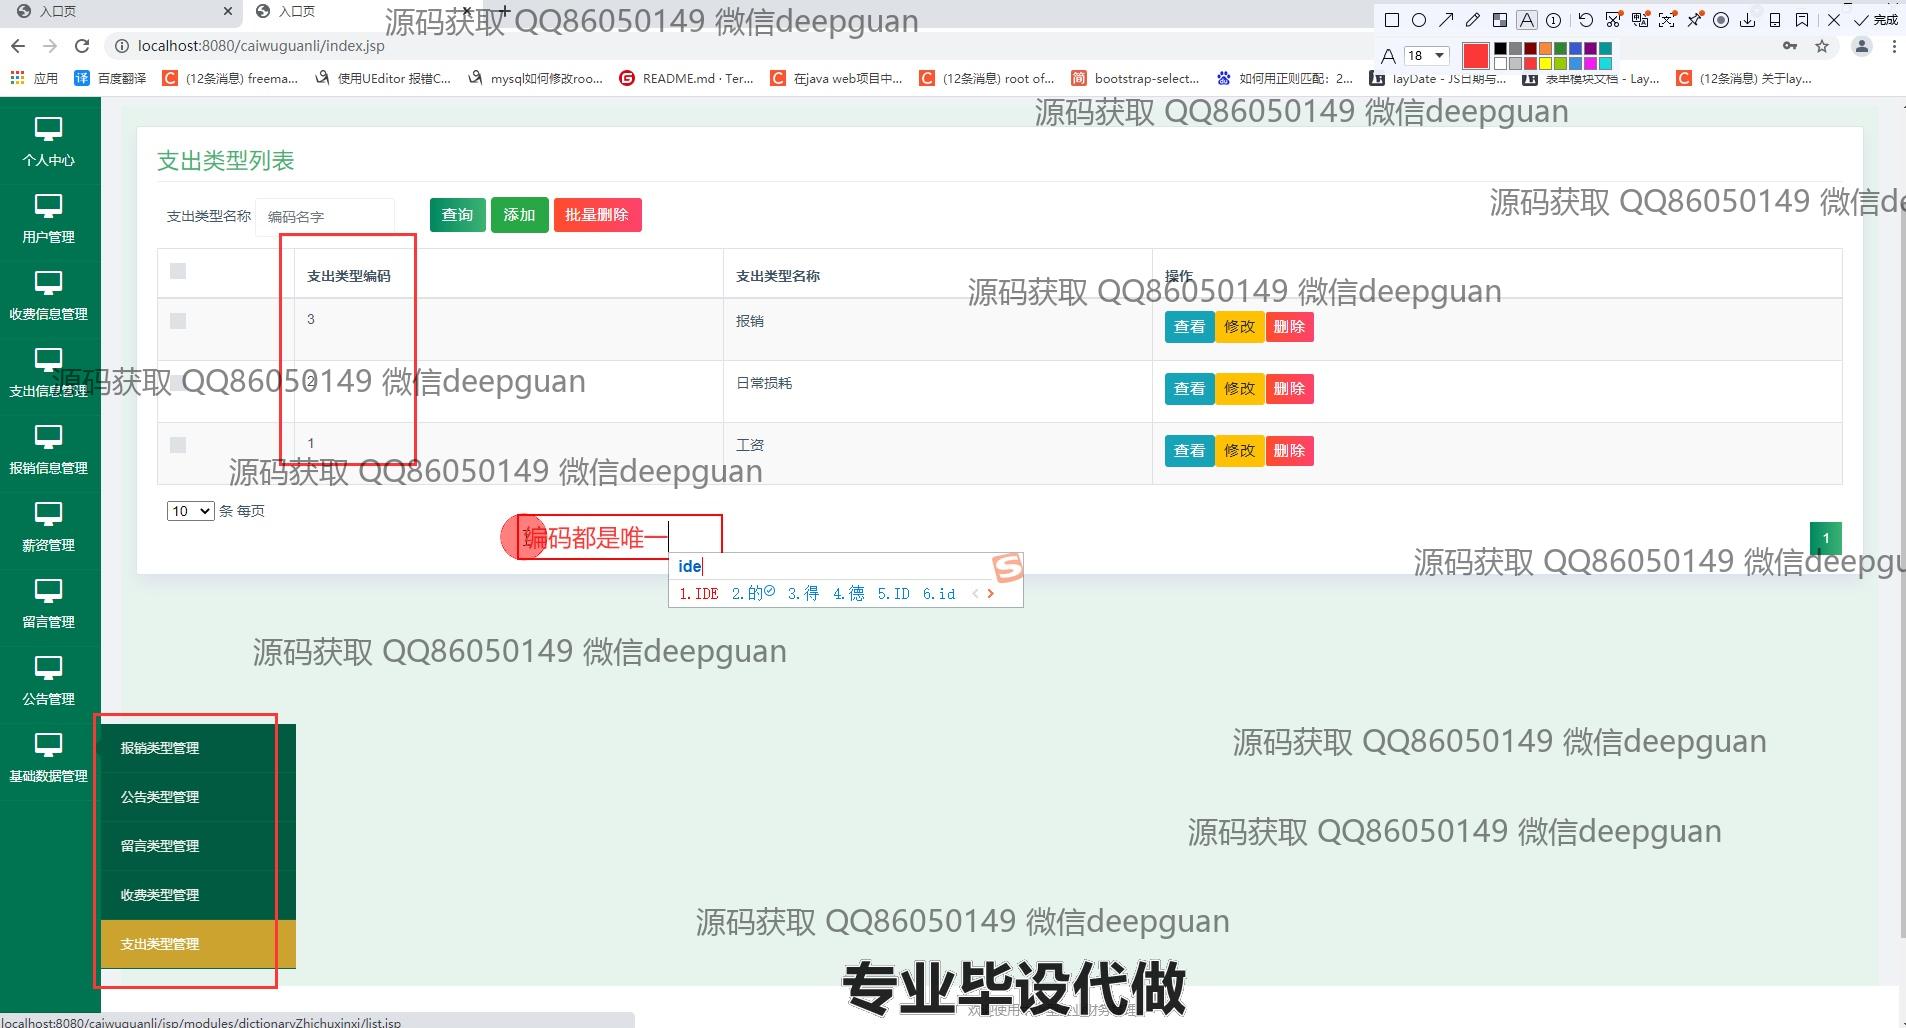 入口页
入口页
源码获取 QQ86050149 微信deepguan
18
完成
localhost:8080/caiwuguanli/index.jsp
应用
百度翻译
(12条消息) freema...
使用UEditor 报错C...
mysql如何修改roo...
README.md · Ter...
在java web项目中...
(12条消息) root of...
bootstrap-select...
如何用正则匹配：2...
layDate - JS日期与...
表单模块文档 - Lay...
(12条消息) 关于lay...
源码获取 QQ86050149 微信deepguan
个人中心
用户管理
收费信息管理
支出信息管理
报销信息管理
薪资管理
留言管理
公告管理
基础数据管理
支出类型列表
源码获取 QQ86050149 微信de
支出类型名称 编码名字 查询 添加 批量删除
支出类型编码 支出类型名称 操作
源码获取 QQ86050149 微信deepguan
3 报销 查看 修改 删除
2 日常损耗 查看 修改 删除
源码获取 QQ86050149 微信deepguan
1 工资 查看 修改 删除
源码获取 QQ86050149 微信deepguan
10 条 每页
编码都是唯一
1
源码获取 QQ86050149 微信deepgu
ide
1.IDE 2.的 3.得 4.德 5.ID 6.id
源码获取 QQ86050149 微信deepguan
报销类型管理
公告类型管理
留言类型管理
收费类型管理
支出类型管理
源码获取 QQ86050149 微信deepguan
源码获取 QQ86050149 微信deepguan
源码获取 QQ86050149 微信deepguan
专业毕设代做
localhost:8080/caiwuguanli/jsp/modules/dictionaryZhichuxinxi/list.jsp